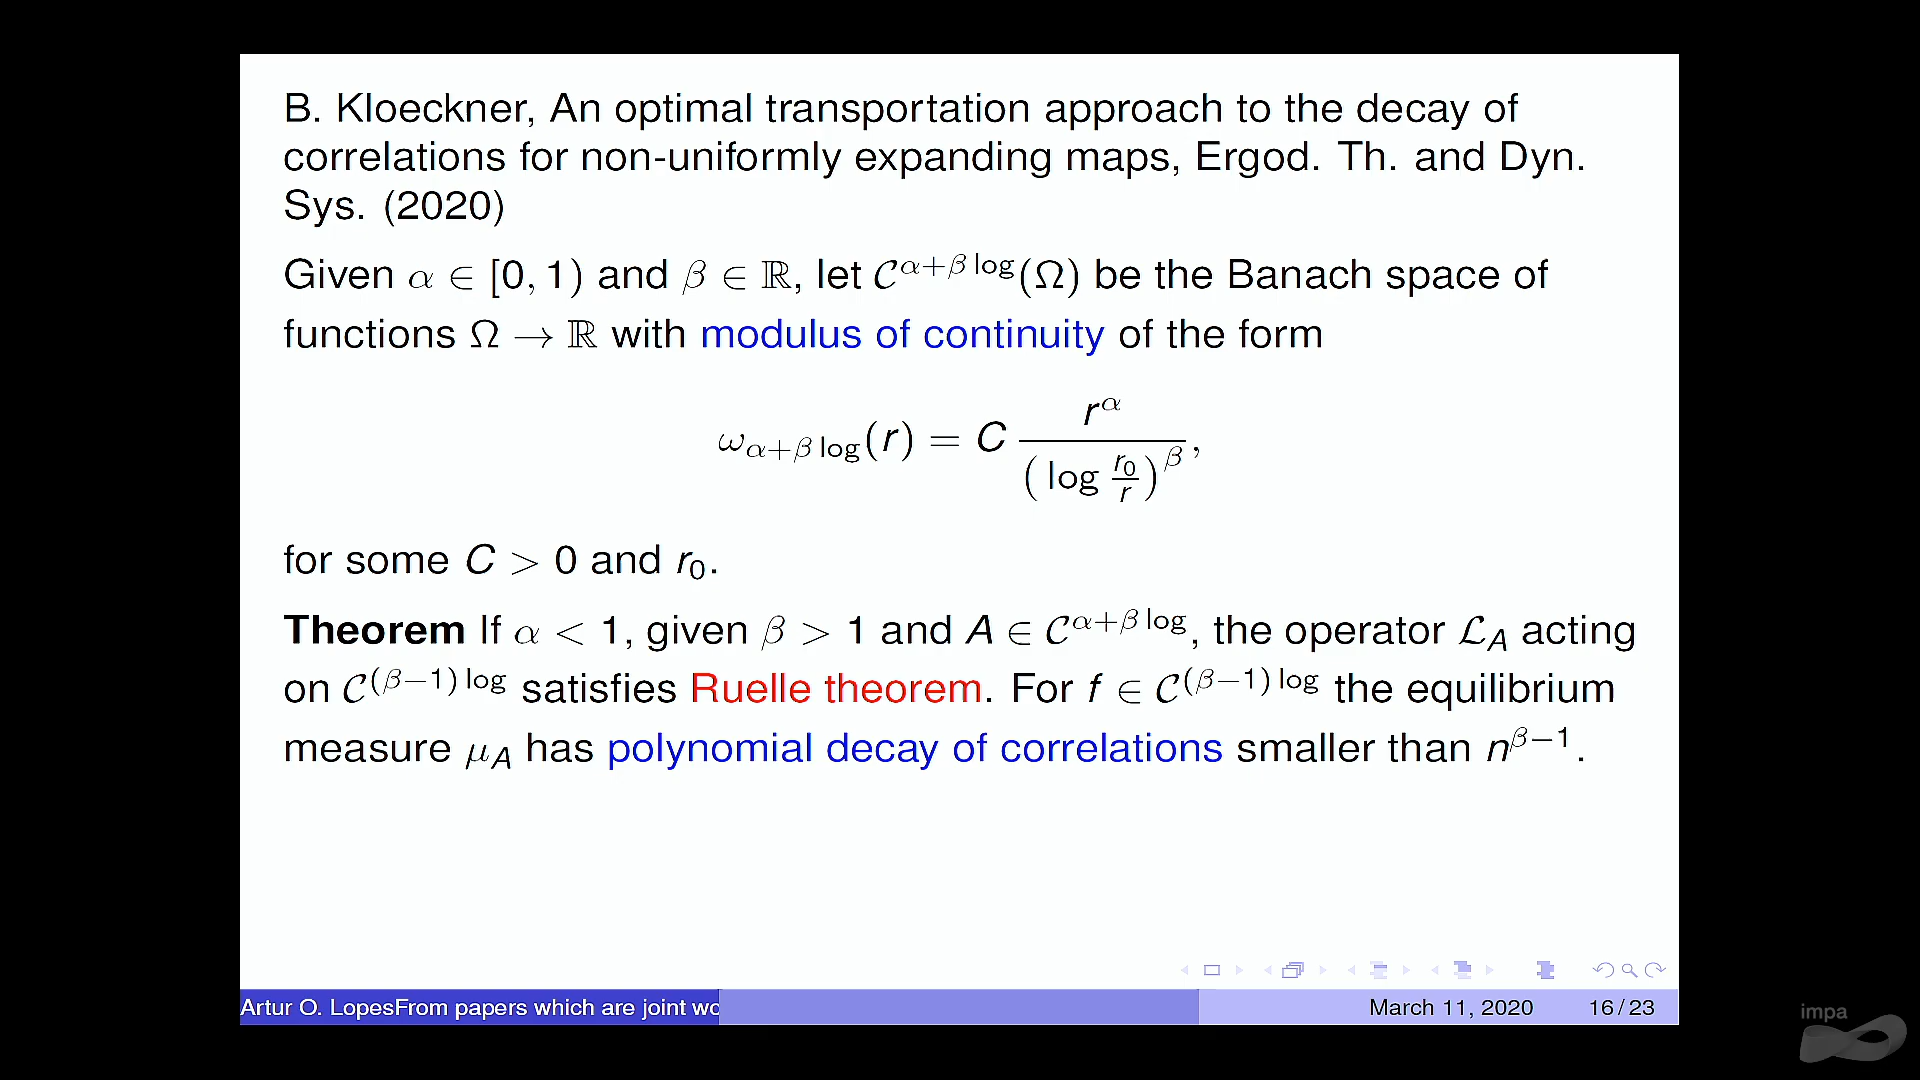 B. Kloeckner, An optimal transportation approach to the decay of
correlations for non-uniformly expanding maps, Ergod. Th. and Dyn.
Sys. (2020)
Given α ∈ [0, 1) and β ∈ ℝ, let 𝒞^{α+β log}(Ω) be the Banach space of
functions Ω → ℝ with modulus of continuity of the form
ω_{α+β log}(r) = C \frac{r^α}{(log \frac{r_0}{r})^β},
for some C > 0 and r_0.
Theorem If α < 1, given β > 1 and A ∈ 𝒞^{α+β log}, the operator ℒ_A acting
on 𝒞^{(β−1) log} satisfies Ruelle theorem. For f ∈ 𝒞^{(β−1) log} the equilibrium
measure μ_A has polynomial decay of correlations smaller than n^{β−1}.
Artur O. LopesFrom papers which are joint wo
March 11, 2020
16 / 23
impa